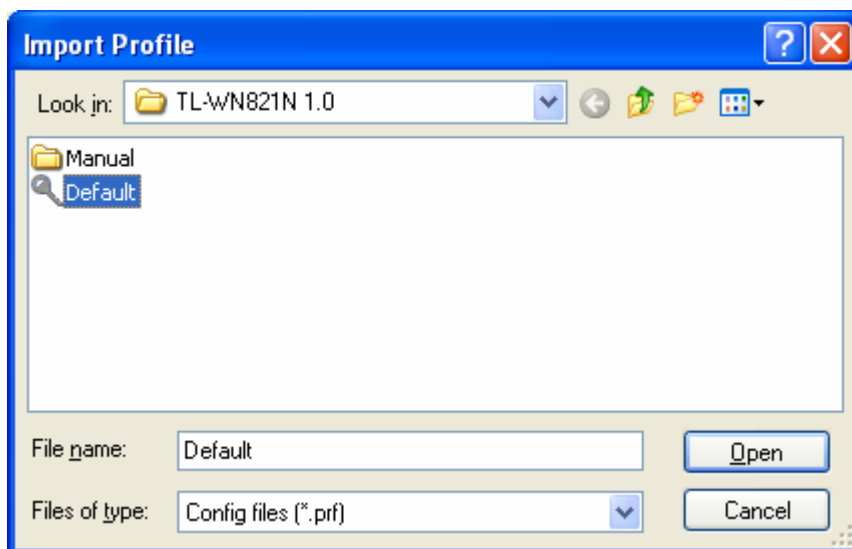 Import Profile
Look in: TL-WN821N 1.0
Manual
Default
File name: Default
Open
Files of type: Config files (*.prf)
Cancel